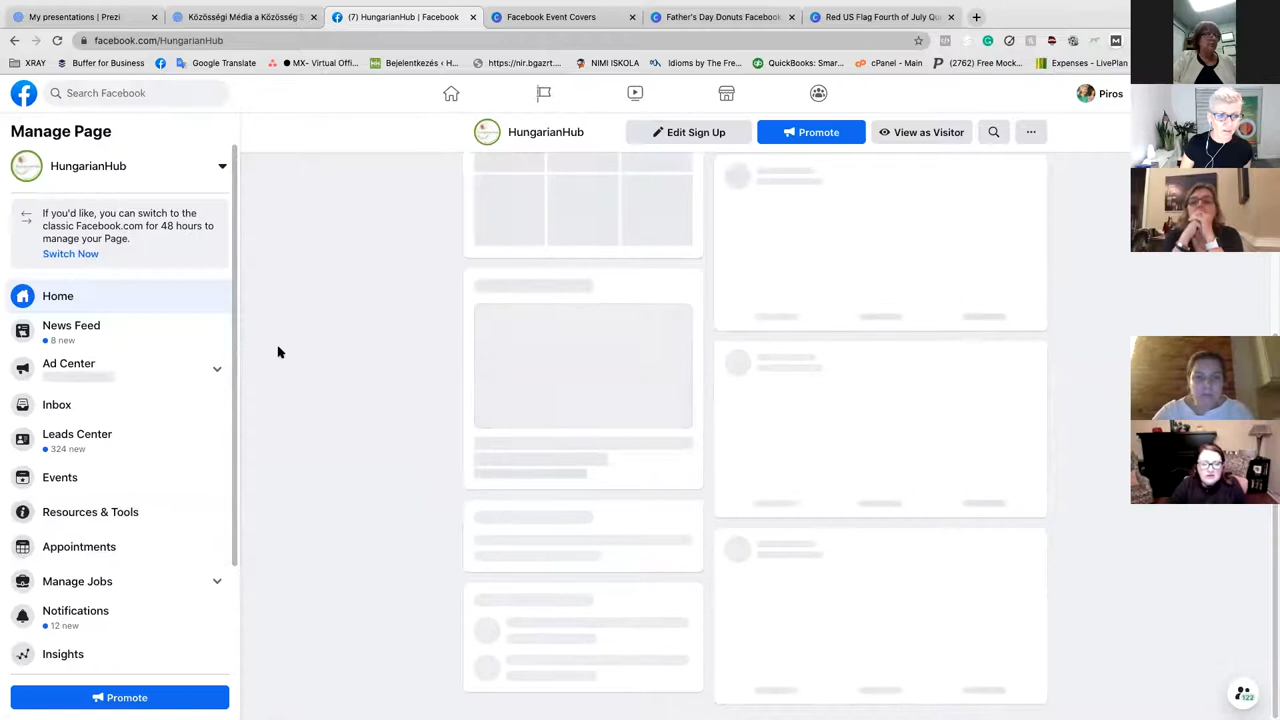 My presentations | Prezi
Közösségi Média a Közösség S
(7) HungarianHub | Facebook
Facebook Event Covers
Father's Day Donuts Facebook
Red US Flag Fourth of July Qu
facebook.com/HungarianHub
XRAY
Buffer for Business
Google Translate
MX- Virtual Offi...
Bejelentkezés ‹ H...
https://nir.bgazrt....
NIMI ISKOLA
Idioms by The Fre...
QuickBooks: Smar...
cPanel - Main
(2762) Free Mock...
Expenses - LivePlan
Search Facebook
Piros
Manage Page
HungarianHub
Edit Sign Up
Promote
View as Visitor
HungarianHub
If you'd like, you can switch to the
classic Facebook.com for 48 hours to
manage your Page.
Switch Now
Home
News Feed
8 new
Ad Center
Inbox
Leads Center
324 new
Events
Resources & Tools
Appointments
Manage Jobs
Notifications
12 new
Insights
Promote
122